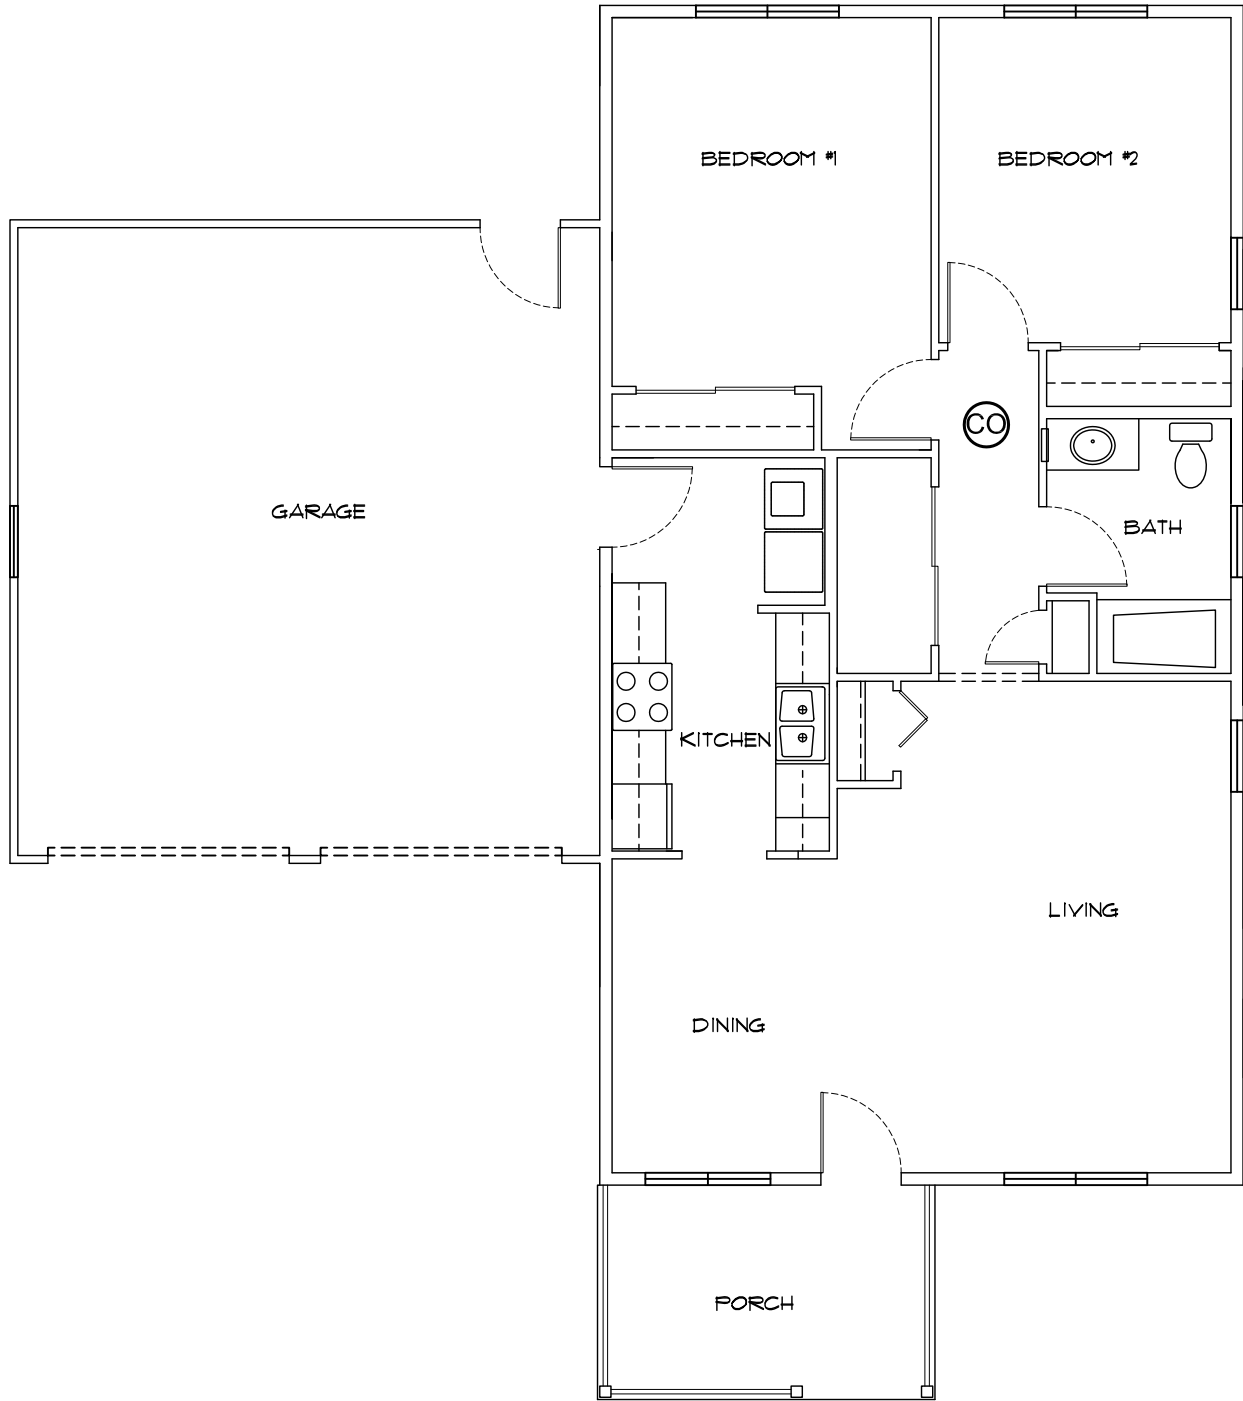 BEDROOM #1
BEDROOM #2
CO
GARAGE
BATH
KITCHEN
LIVING
DINING
PORCH